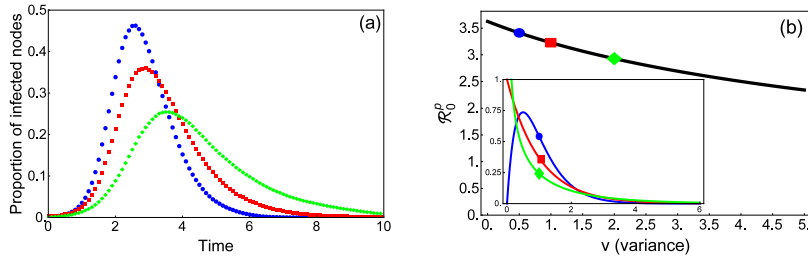 (a)
Proportion of infected nodes
0.5
0.4
0.3
0.2
0.1
0
0 2 4 6 8 10
Time
(b)
ℛ₀ᵖ
3.5
3.
2.5
2.
1.5
1.
0.5
0.
0. 0.5 1. 1.5 2. 2.5 3. 3.5 4. 4.5 5.
v (variance)
1
0.75
0.5
0.25
0
0 2 4 6